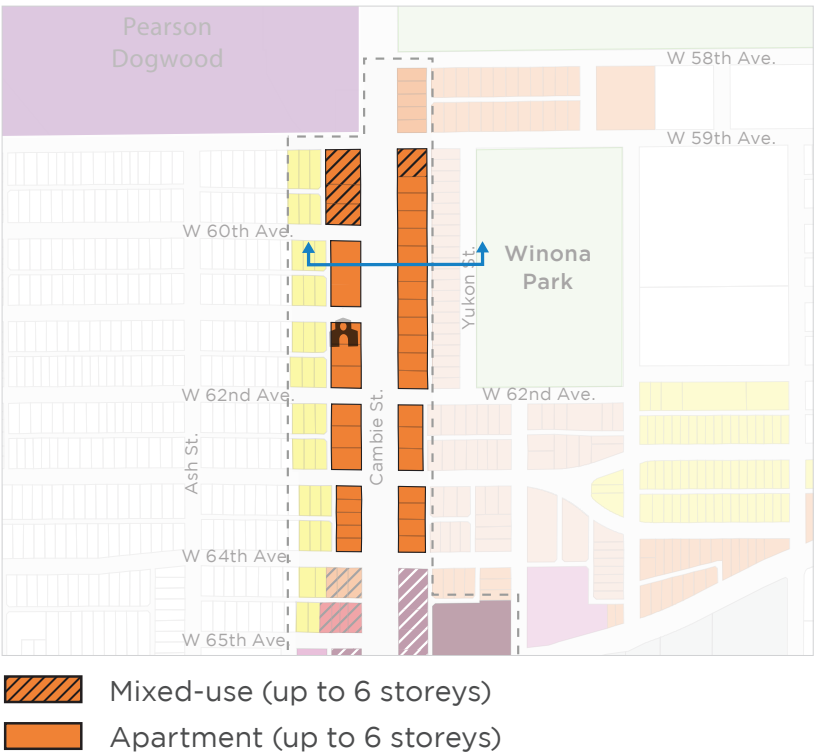 Pearson
Dogwood
W 58th Ave.
W 59th Ave.
W 60th Ave.
Winona
Park
Yukon St.
W 62nd Ave.
W 62nd Ave.
Cambie St.
Ash St.
W 64th Ave.
W 65th Ave.
Mixed-use (up to 6 storeys)
Apartment (up to 6 storeys)